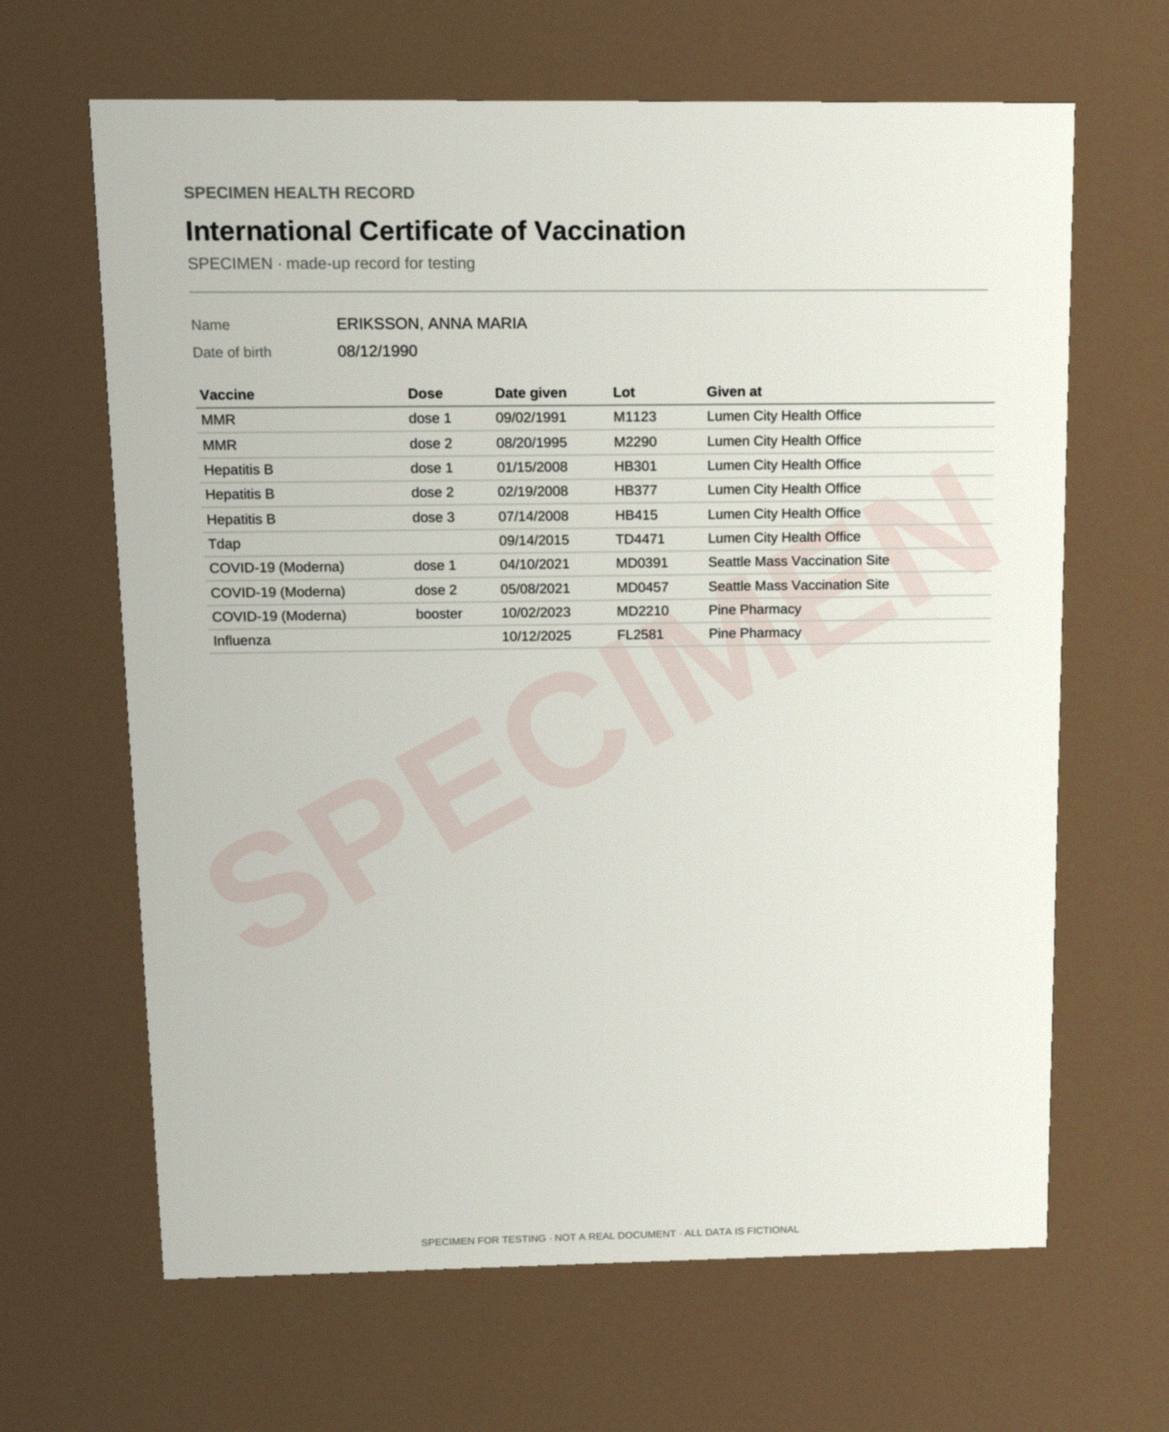 SPECIMEN HEALTH RECORD
International Certificate of Vaccination
SPECIMEN · made-up record for testing
Name ERIKSSON, ANNA MARIA
Date of birth 08/12/1990
Vaccine Dose Date given Lot Given at
MMR dose 1 09/02/1991 M1123 Lumen City Health Office
MMR dose 2 08/20/1995 M2290 Lumen City Health Office
Hepatitis B dose 1 01/15/2008 HB301 Lumen City Health Office
Hepatitis B dose 2 02/19/2008 HB377 Lumen City Health Office
Hepatitis B dose 3 07/14/2008 HB415 Lumen City Health Office
Tdap 09/14/2015 TD4471 Lumen City Health Office
COVID-19 (Moderna) dose 1 04/10/2021 MD0391 Seattle Mass Vaccination Site
COVID-19 (Moderna) dose 2 05/08/2021 MD0457 Seattle Mass Vaccination Site
COVID-19 (Moderna) booster 10/02/2023 MD2210 Pine Pharmacy
Influenza 10/12/2025 FL2581 Pine Pharmacy
SPECIMEN
SPECIMEN FOR TESTING · NOT A REAL DOCUMENT · ALL DATA IS FICTIONAL